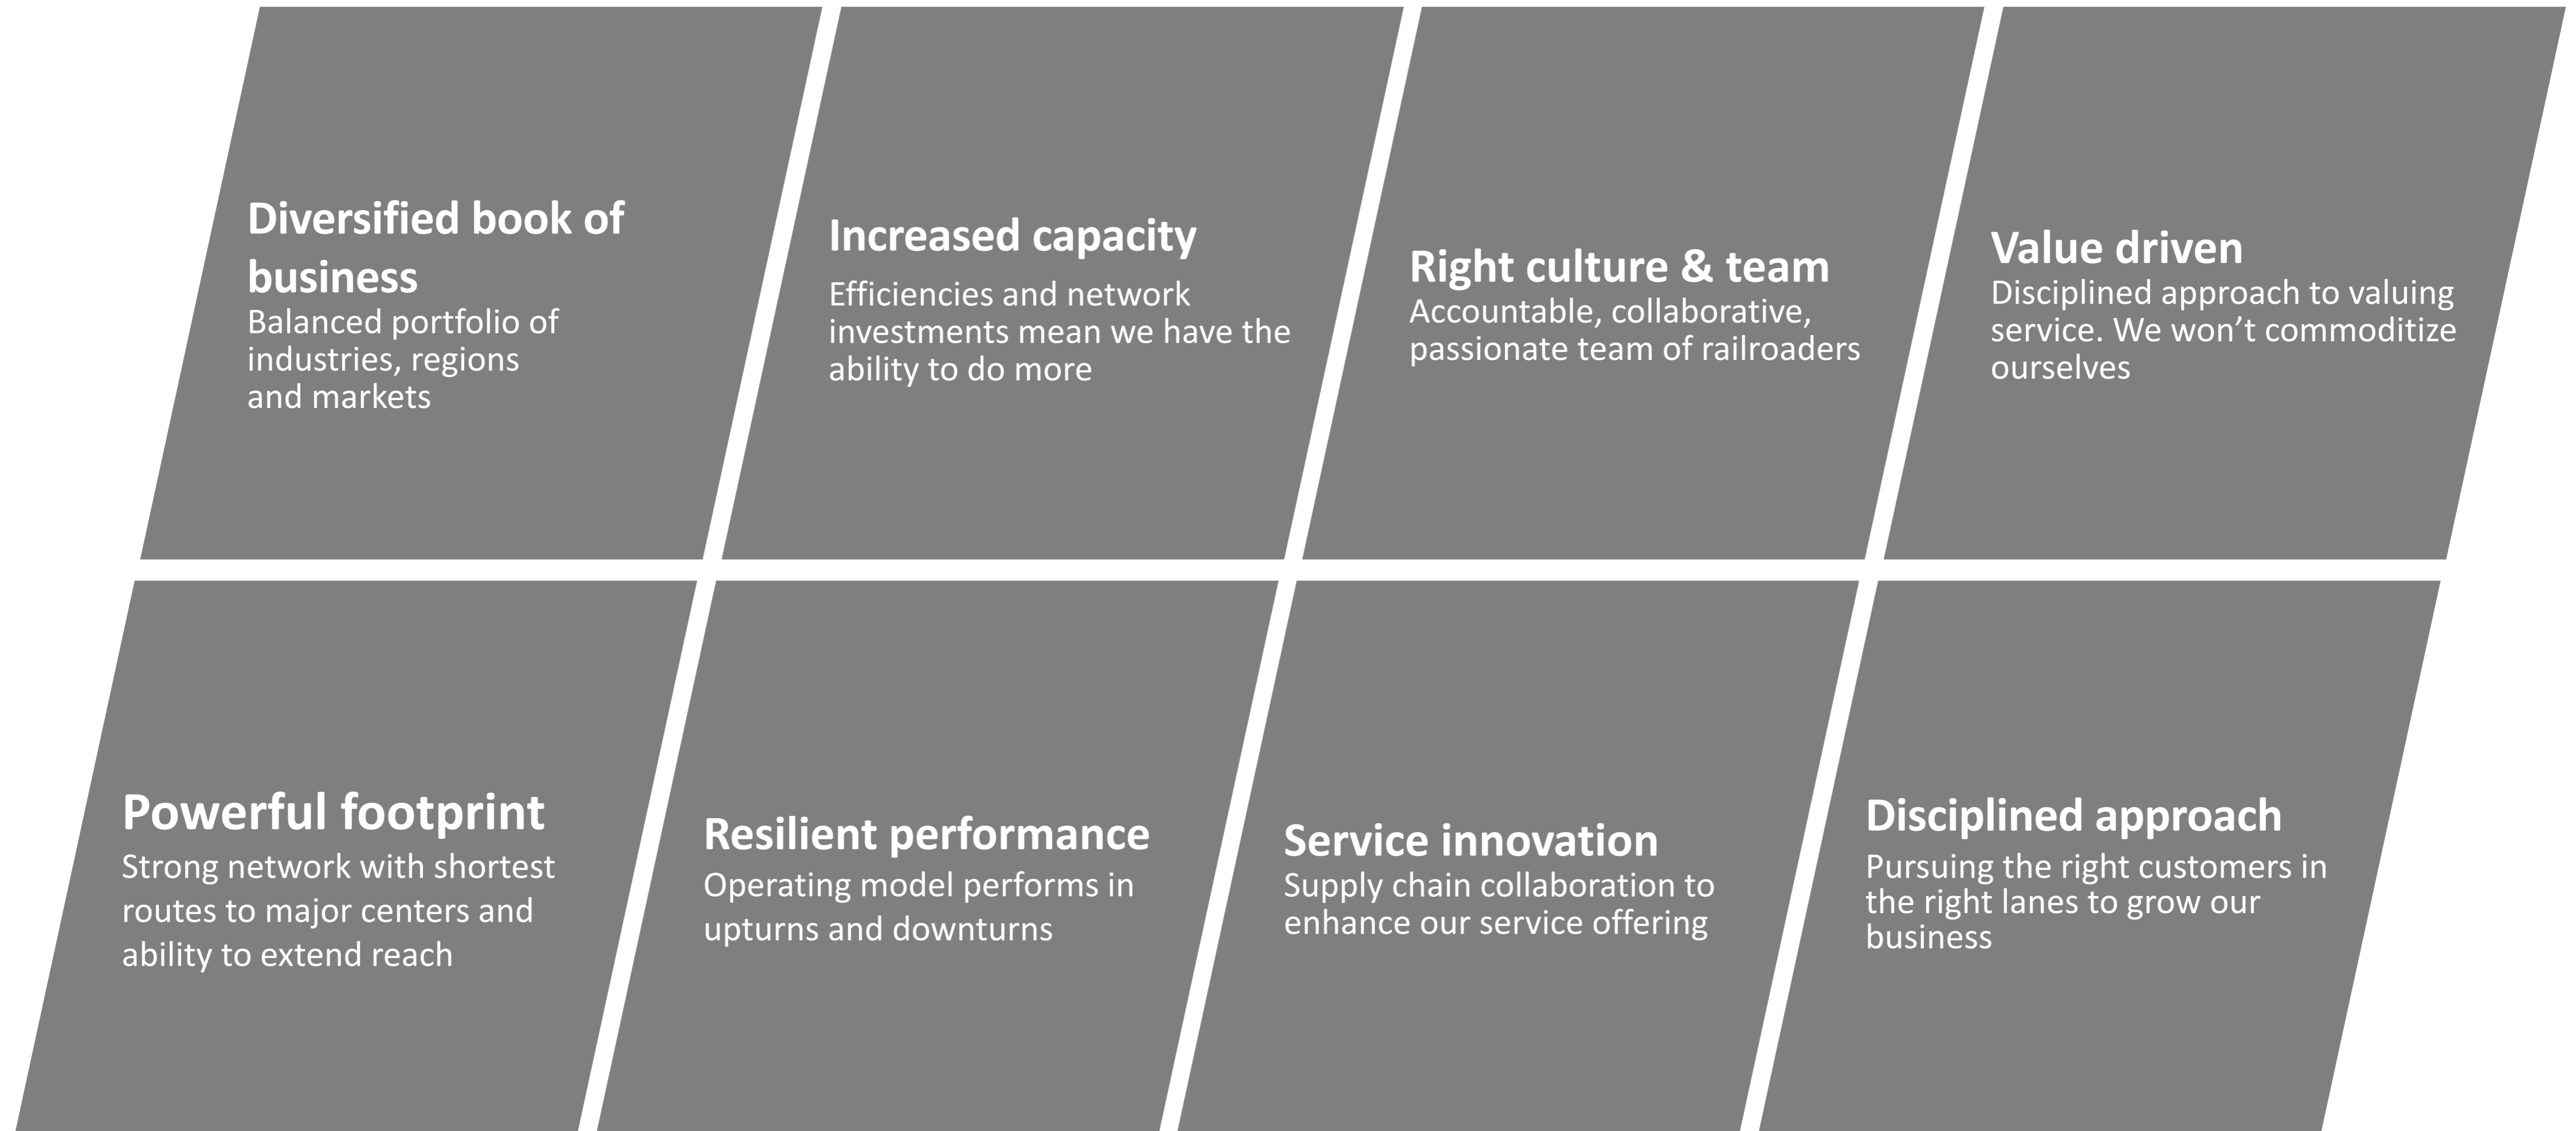 Diversified book of
business
Balanced portfolio of
industries, regions
and markets
Increased capacity
Efficiencies and network
investments mean we have the
ability to do more
Right culture & team
Accountable, collaborative,
passionate team of railroaders
Value driven
Disciplined approach to valuing
service. We won’t commoditize
ourselves
Powerful footprint
Strong network with shortest
routes to major centers and
ability to extend reach
Resilient performance
Operating model performs in
upturns and downturns
Service innovation
Supply chain collaboration to
enhance our service offering
Disciplined approach
Pursuing the right customers in
the right lanes to grow our
business